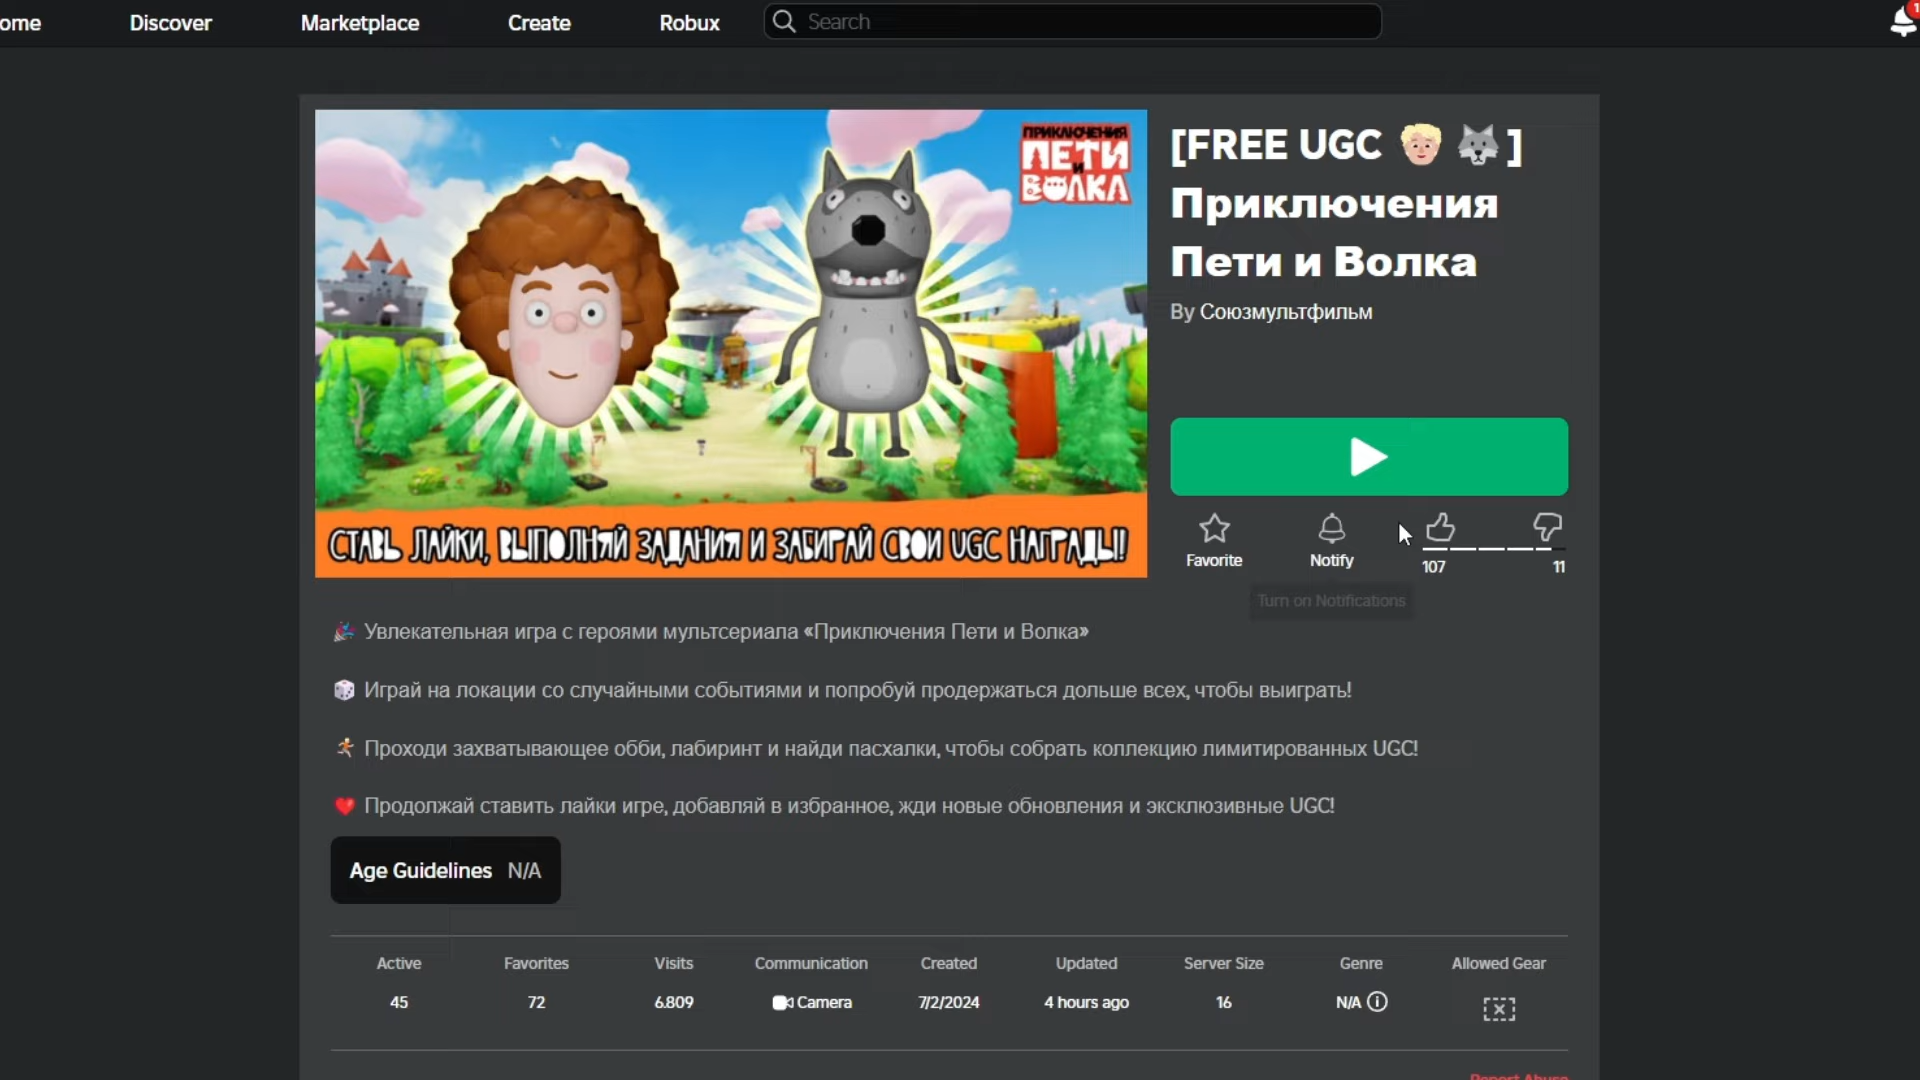 ome Discover Marketplace Create Robux Search 1
ПРИКЛЮЧЕНИЯ
ПЕТИ
И
ВОЛКА
СТАВЬ ЛАЙКИ, ВЫПОЛНЯЙ ЗАДАНИЯ И ЗАБИРАЙ СВОИ UGC НАГРАДЫ!
[FREE UGC 👱🏼 🐺 ]
Приключения
Пети и Волка
By Союзмультфильм
Favorite Notify 107 11
Turn on Notifications
🎉 Увлекательная игра с героями мультсериала «Приключения Пети и Волка»
🎲 Играй на локации со случайными событиями и попробуй продержаться дольше всех, чтобы выиграть!
🏃 Проходи захватывающее обби, лабиринт и найди пасхалки, чтобы собрать коллекцию лимитированных UGC!
❤️ Продолжай ставить лайки игре, добавляй в избранное, жди новые обновления и эксклюзивные UGC!
Age Guidelines N/A
Active Favorites Visits Communication Created Updated Server Size Genre Allowed Gear
45 72 6.809 Camera 7/2/2024 4 hours ago 16 N/A
Report Abuse